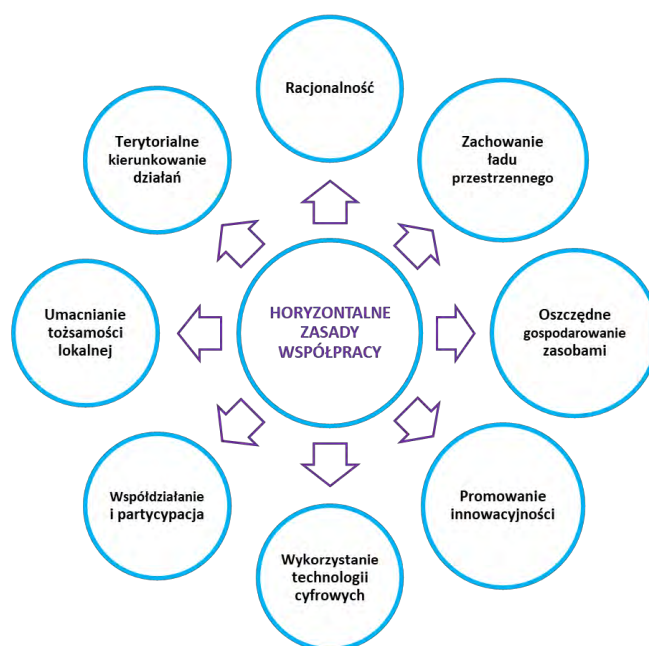 Racjonalność
Zachowanie
ładu
przestrzennego
Oszczędne
gospodarowanie
zasobami
Promowanie
innowacyjności
Wykorzystanie
technologii
cyfrowych
Współdziałanie
i partycypacja
Umacnianie
tożsamości
lokalnej
Terytorialne
kierunkowanie
działań
HORYZONTALNE
ZASADY
WSPÓŁPRACY